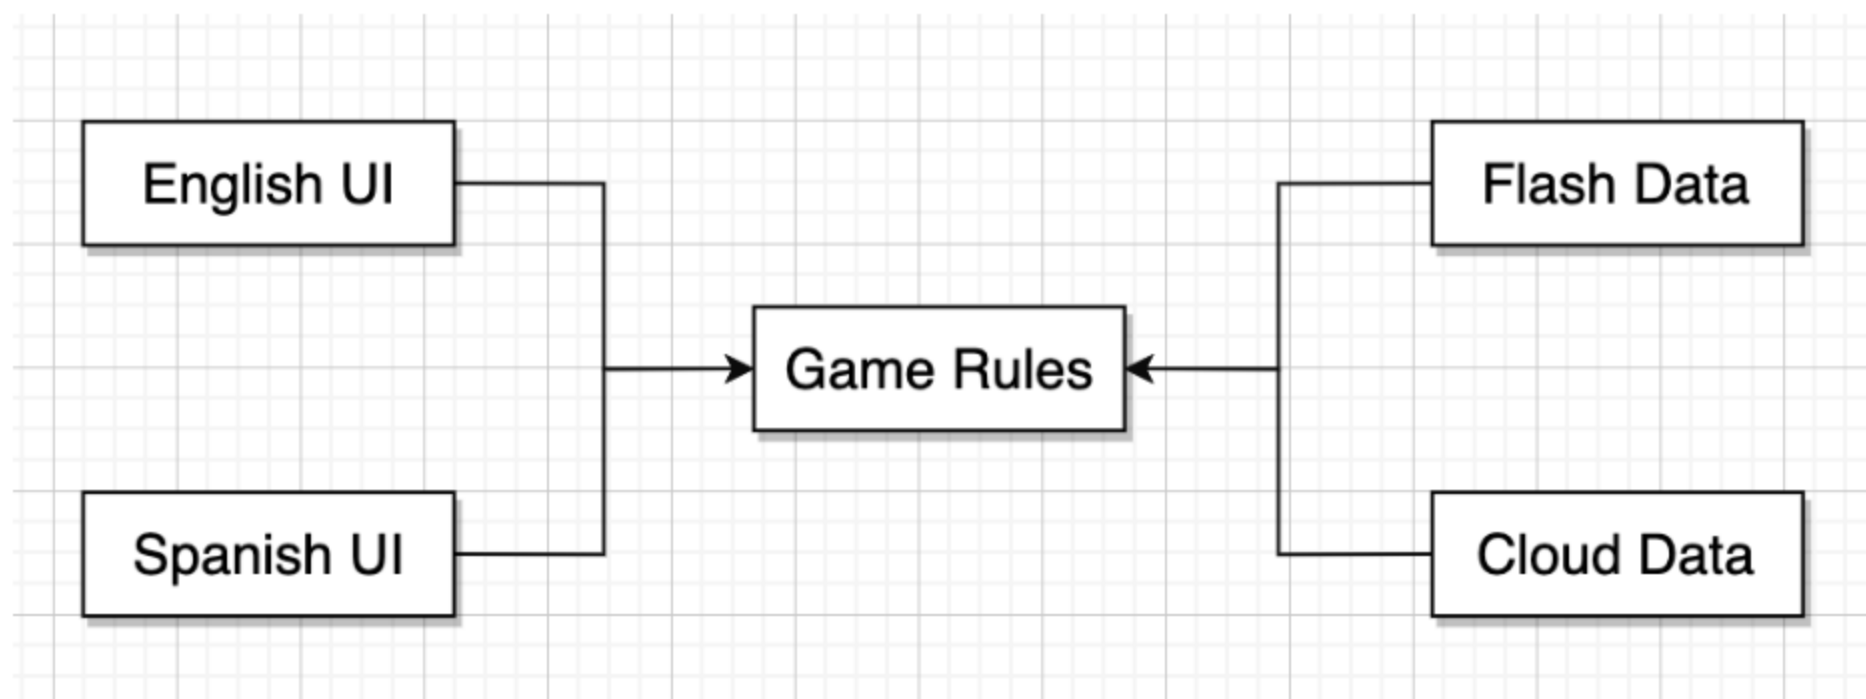 English UI
Flash Data
Game Rules
Spanish UI
Cloud Data